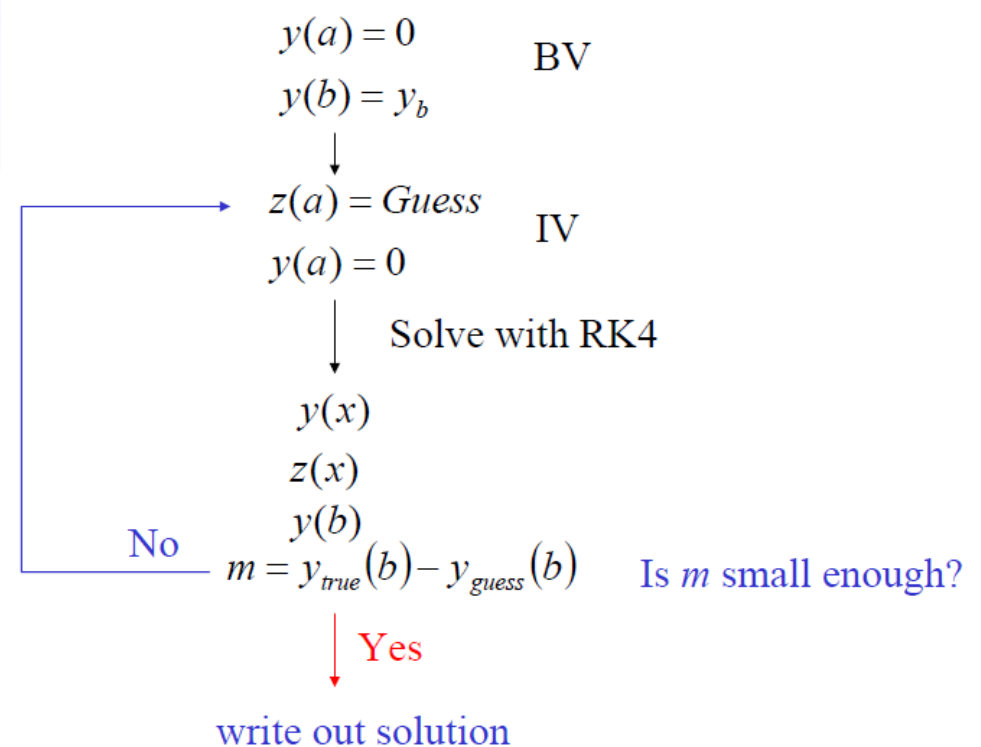 y(a) = 0
BV
y(b) = y_b
z(a) = Guess
IV
y(a) = 0
Solve with RK4
y(x)
z(x)
y(b)
No
m = y_true(b) − y_guess(b)
Is m small enough?
Yes
write out solution